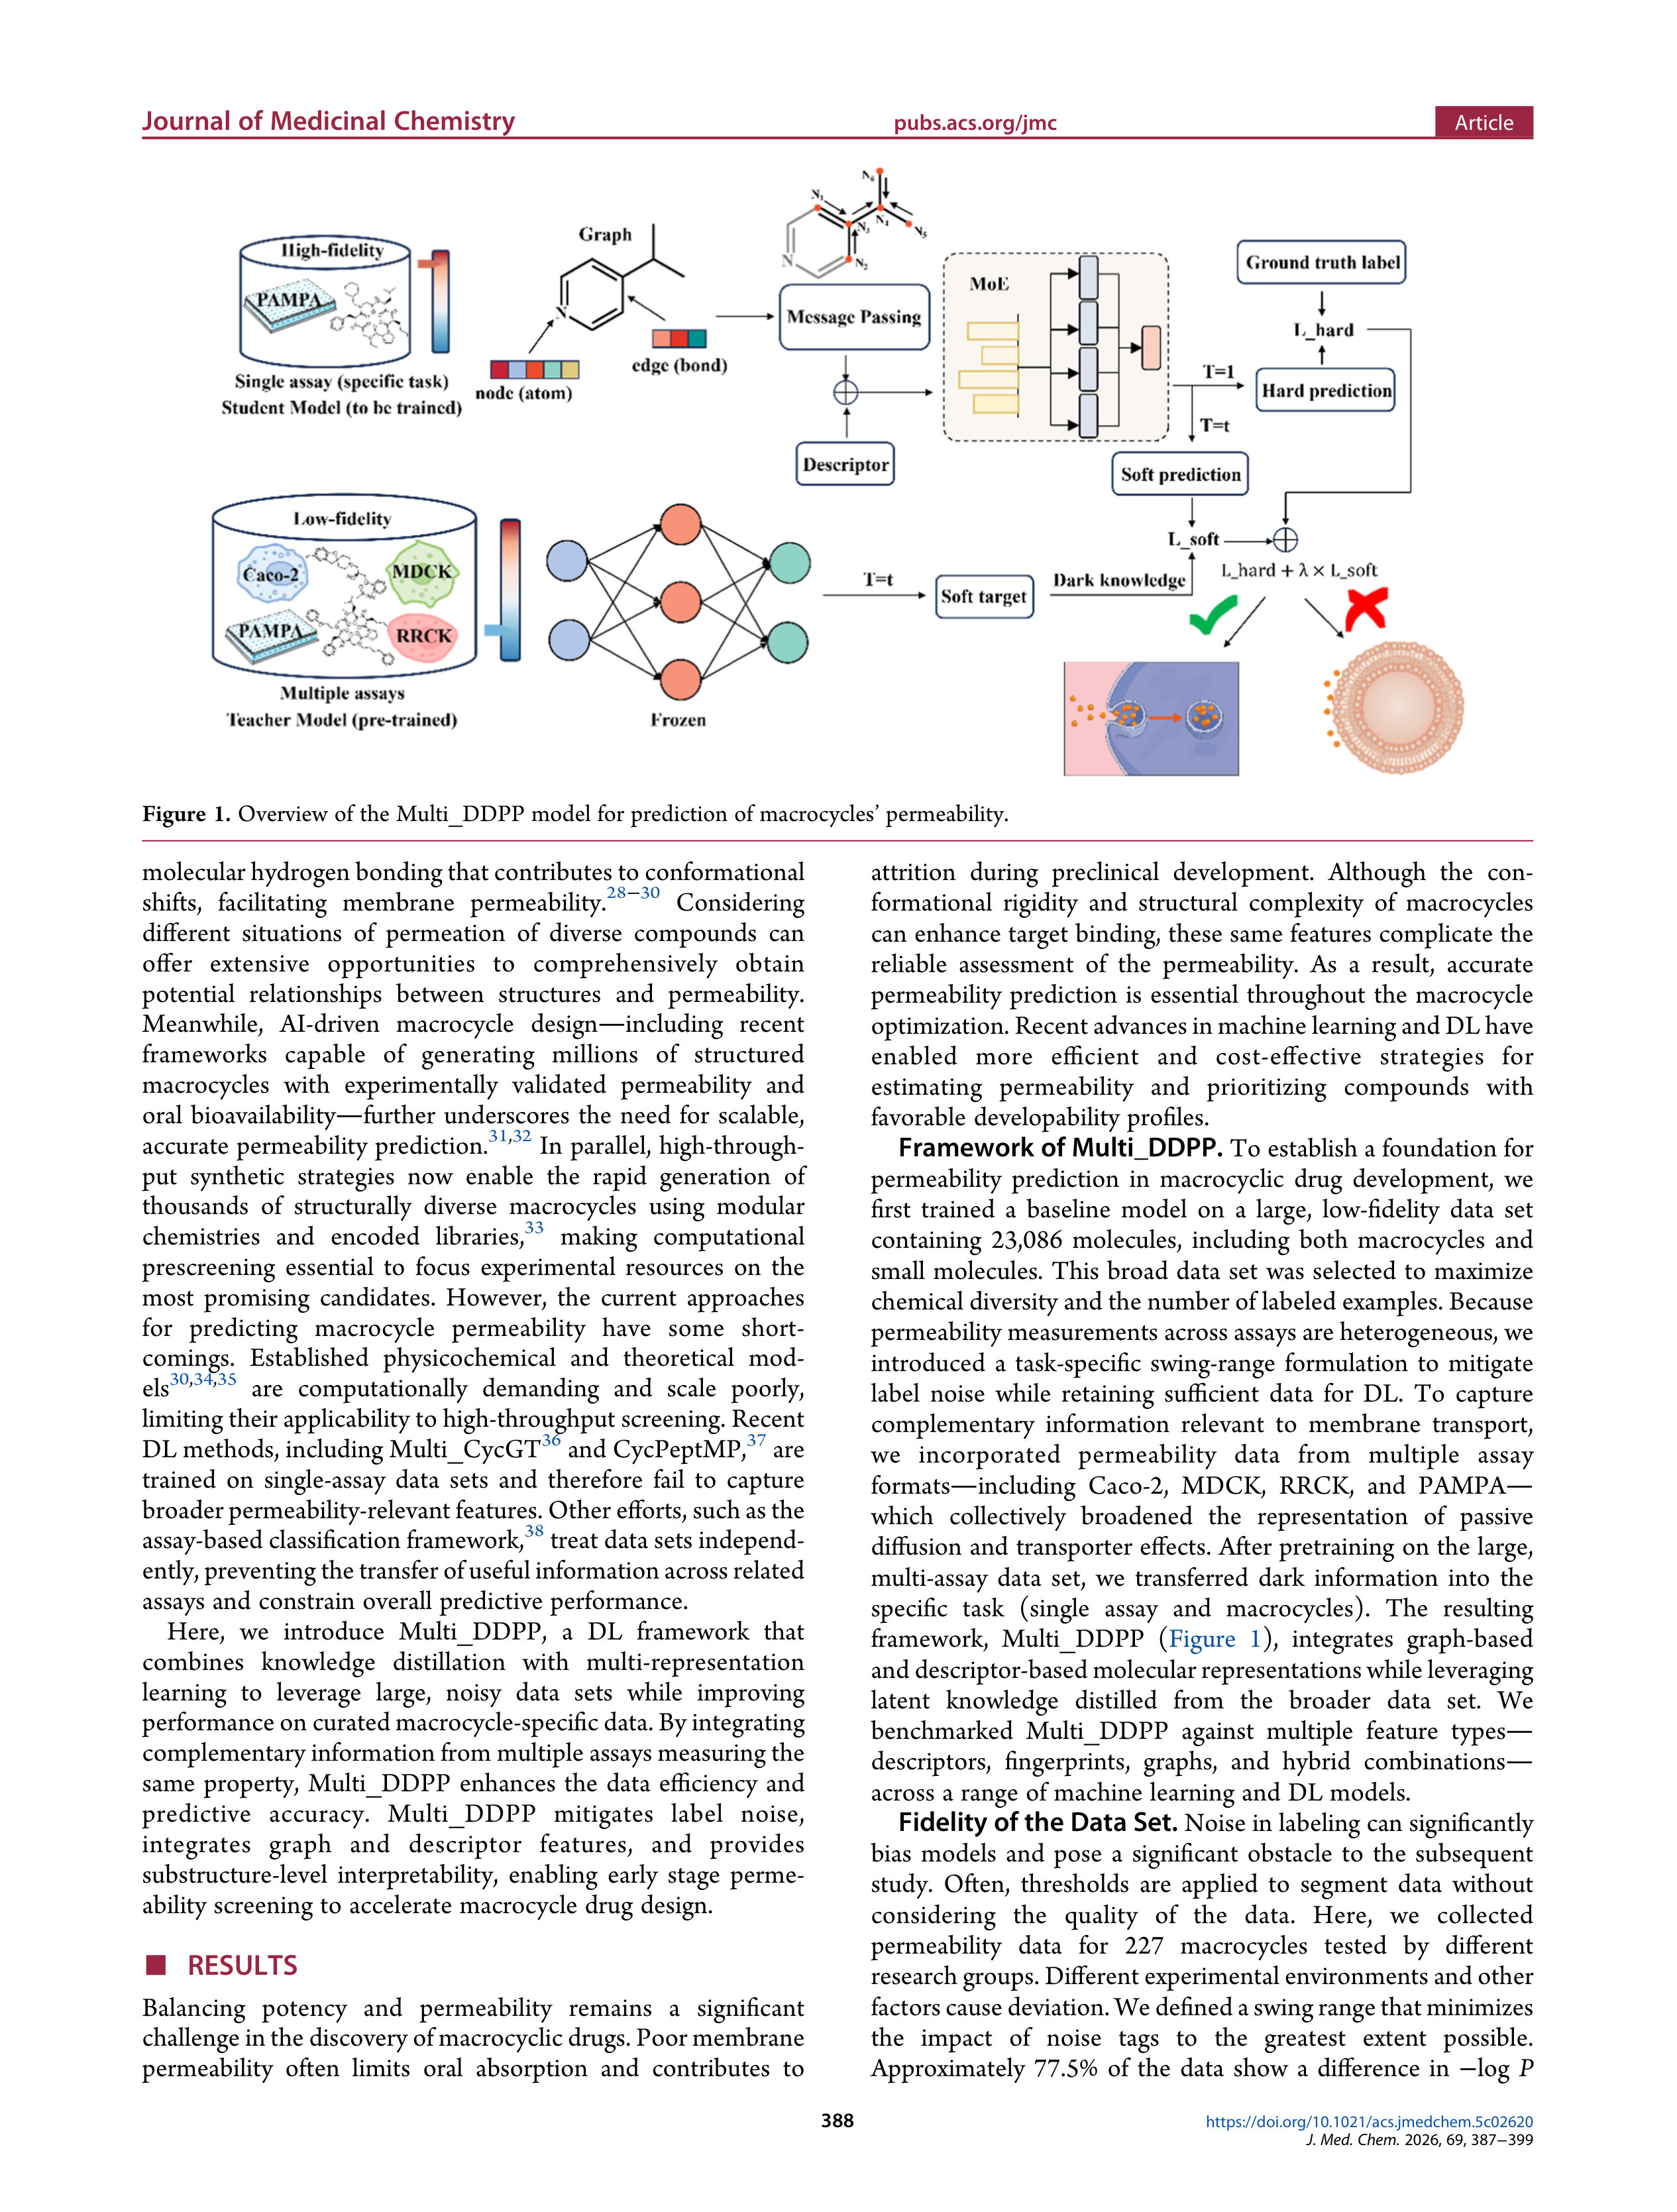 Journal of Medicinal Chemistry
pubs.acs.org/jmc
Article
High-fidelity
PAMPA
Single assay (specific task)
Student Model (to be trained)
Graph
N
node (atom)
edge (bond)
N1
N2
N3
N4
N5
N6
N
Message Passing
Descriptor
MoE
T=1
T=t
Ground truth label
L_hard
Hard prediction
Soft prediction
L_soft
L_hard + λ × L_soft
Low-fidelity
Caco-2
MDCK
PAMPA
RRCK
Multiple assays
Teacher Model (pre-trained)
Frozen
T=t
Soft target
Dark knowledge
Figure 1. Overview of the Multi_DDPP model for prediction of macrocycles’ permeability.
molecular hydrogen bonding that contributes to conformational
shifts, facilitating membrane permeability.28−30 Considering
different situations of permeation of diverse compounds can
offer extensive opportunities to comprehensively obtain
potential relationships between structures and permeability.
Meanwhile, AI-driven macrocycle design—including recent
frameworks capable of generating millions of structured
macrocycles with experimentally validated permeability and
oral bioavailability—further underscores the need for scalable,
accurate permeability prediction.31,32 In parallel, high-through-
put synthetic strategies now enable the rapid generation of
thousands of structurally diverse macrocycles using modular
chemistries and encoded libraries,33 making computational
prescreening essential to focus experimental resources on the
most promising candidates. However, the current approaches
for predicting macrocycle permeability have some short-
comings. Established physicochemical and theoretical mod-
els30,34,35 are computationally demanding and scale poorly,
limiting their applicability to high-throughput screening. Recent
DL methods, including Multi_CycGT36 and CycPeptMP,37 are
trained on single-assay data sets and therefore fail to capture
broader permeability-relevant features. Other efforts, such as the
assay-based classification framework,38 treat data sets independ-
ently, preventing the transfer of useful information across related
assays and constrain overall predictive performance.
Here, we introduce Multi_DDPP, a DL framework that
combines knowledge distillation with multi-representation
learning to leverage large, noisy data sets while improving
performance on curated macrocycle-specific data. By integrating
complementary information from multiple assays measuring the
same property, Multi_DDPP enhances the data efficiency and
predictive accuracy. Multi_DDPP mitigates label noise,
integrates graph and descriptor features, and provides
substructure-level interpretability, enabling early stage perme-
ability screening to accelerate macrocycle drug design.
■ RESULTS
Balancing potency and permeability remains a significant
challenge in the discovery of macrocyclic drugs. Poor membrane
permeability often limits oral absorption and contributes to
attrition during preclinical development. Although the con-
formational rigidity and structural complexity of macrocycles
can enhance target binding, these same features complicate the
reliable assessment of the permeability. As a result, accurate
permeability prediction is essential throughout the macrocycle
optimization. Recent advances in machine learning and DL have
enabled more efficient and cost-effective strategies for
estimating permeability and prioritizing compounds with
favorable developability profiles.
Framework of Multi_DDPP. To establish a foundation for
permeability prediction in macrocyclic drug development, we
first trained a baseline model on a large, low-fidelity data set
containing 23,086 molecules, including both macrocycles and
small molecules. This broad data set was selected to maximize
chemical diversity and the number of labeled examples. Because
permeability measurements across assays are heterogeneous, we
introduced a task-specific swing-range formulation to mitigate
label noise while retaining sufficient data for DL. To capture
complementary information relevant to membrane transport,
we incorporated permeability data from multiple assay
formats—including Caco-2, MDCK, RRCK, and PAMPA—
which collectively broadened the representation of passive
diffusion and transporter effects. After pretraining on the large,
multi-assay data set, we transferred dark information into the
specific task (single assay and macrocycles). The resulting
framework, Multi_DDPP (Figure 1), integrates graph-based
and descriptor-based molecular representations while leveraging
latent knowledge distilled from the broader data set. We
benchmarked Multi_DDPP against multiple feature types—
descriptors, fingerprints, graphs, and hybrid combinations—
across a range of machine learning and DL models.
Fidelity of the Data Set. Noise in labeling can significantly
bias models and pose a significant obstacle to the subsequent
study. Often, thresholds are applied to segment data without
considering the quality of the data. Here, we collected
permeability data for 227 macrocycles tested by different
research groups. Different experimental environments and other
factors cause deviation. We defined a swing range that minimizes
the impact of noise tags to the greatest extent possible.
Approximately 77.5% of the data show a difference in −log P
388
https://doi.org/10.1021/acs.jmedchem.5c02620
J. Med. Chem. 2026, 69, 387−399